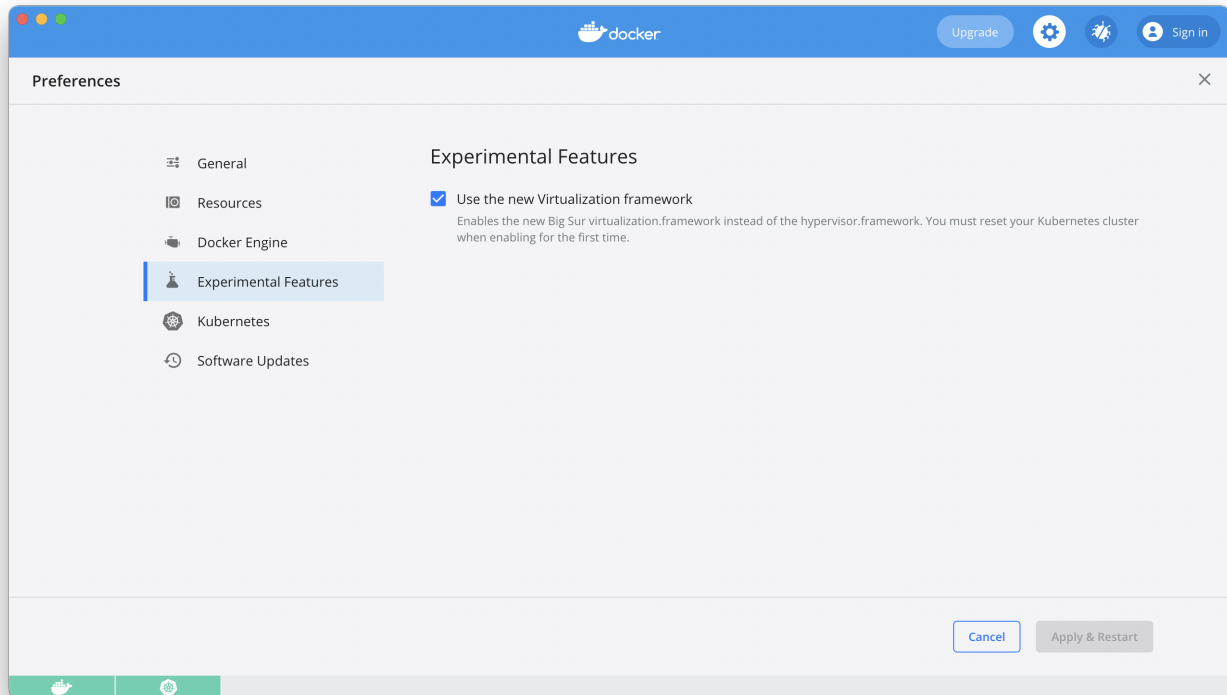 docker
Upgrade
Sign in
Preferences
General
Resources
Docker Engine
Experimental Features
Kubernetes
Software Updates
Experimental Features
Use the new Virtualization framework
Enables the new Big Sur virtualization.framework instead of the hypervisor.framework. You must reset your Kubernetes cluster
when enabling for the first time.
Cancel
Apply & Restart